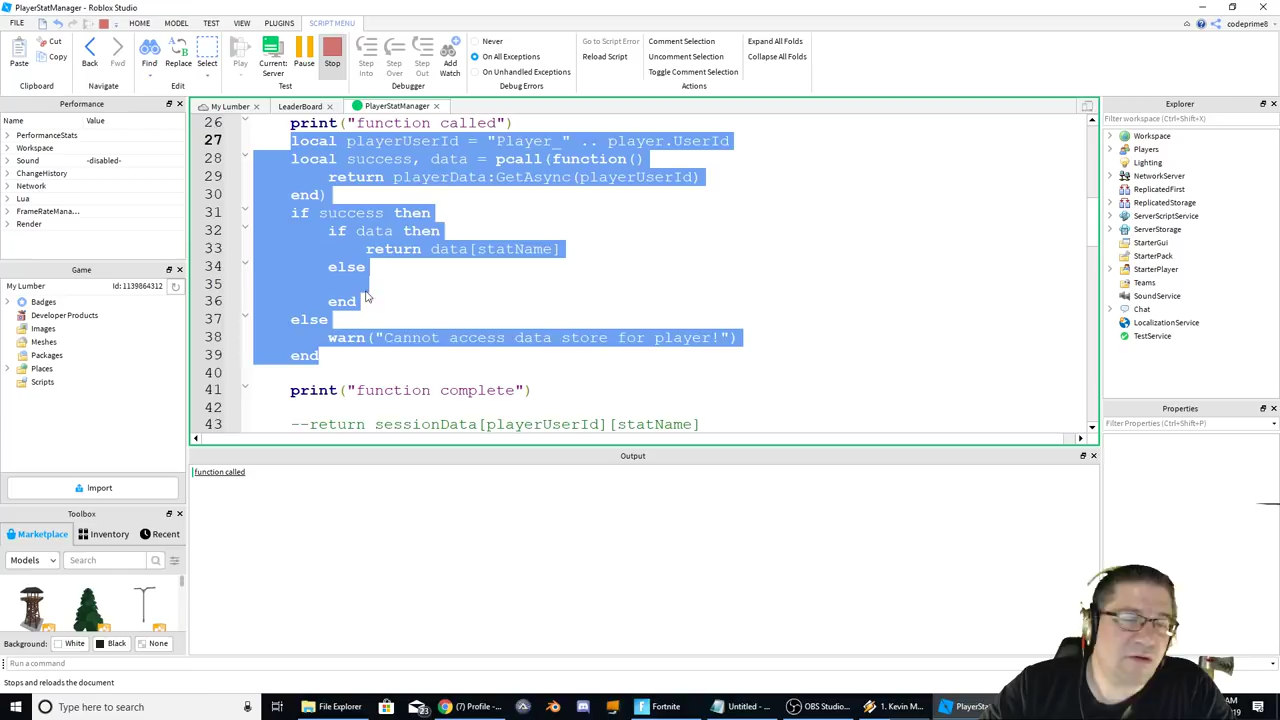 PlayerStatManager - Roblox Studio
FILE HOME MODEL TEST VIEW PLUGINS SCRIPT MENU codeprime8
Paste Cut Copy Back Fwd Find Replace Select Play Current: Server Pause Stop Step Into Step Over Step Out Add Watch Never On All Exceptions On Unhandled Exceptions Go to Script Error Reload Script Comment Selection Uncomment Selection Toggle Comment Selection Expand All Folds Collapse All Folds
Clipboard Navigate Edit Test Debugger Debug Errors Actions
Performance
Name Value
PerformanceStats
Workspace
Sound -disabled-
ChangeHistory
Network
Lua
FrameRateMana...
Render
Game
My Lumber Id: 1139864312
Badges
Developer Products
Images
Meshes
Packages
Places
Scripts
Import
Toolbox
Marketplace Inventory Recent
Models Search
Background: White Black None
My Lumber LeaderBoard PlayerStatManager
26 print("function called")
27 local playerUserId = "Player_" .. player.UserId
28 local success, data = pcall(function()
29 return playerData:GetAsync(playerUserId)
30 end)
31 if success then
32 if data then
33 return data[statName]
34 else
35
36 end
37 else
38 warn("Cannot access data store for player!")
39 end
40
41 print("function complete")
42
43 --return sessionData[playerUserId][statName]
Output
function called
Explorer
Filter workspace (Ctrl+Shift+X)
Workspace
Players
Lighting
NetworkServer
ReplicatedFirst
ReplicatedStorage
ServerScriptService
ServerStorage
StarterGui
StarterPack
StarterPlayer
Teams
SoundService
Chat
LocalizationService
TestService
Properties
Filter Properties (Ctrl+Shift+P)
Run a command
Stops and reloads the document
Type here to search File Explorer 23 (7) Profile - ... Fortnite Untitled - ... OBS Studio... 1. Kevin M... PlayerSta